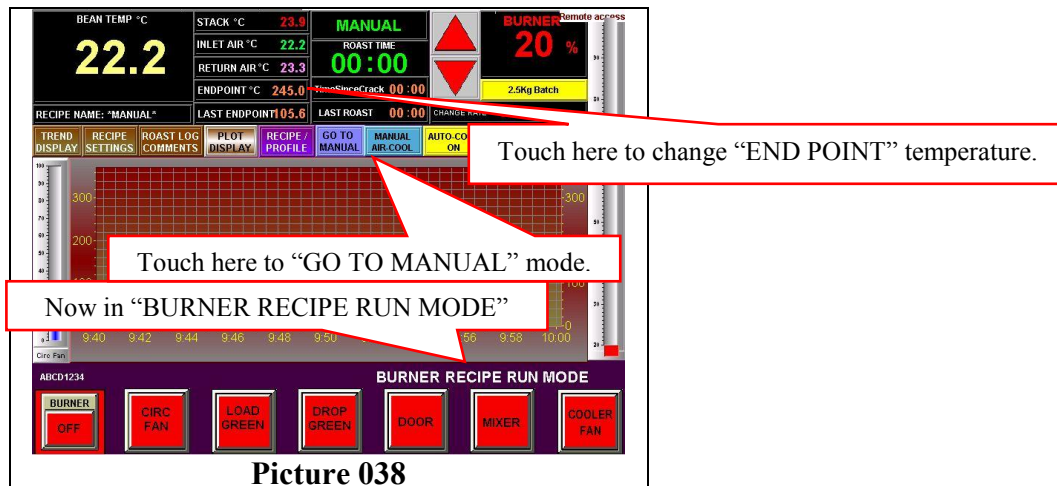 BEAN TEMP °C
22.2
RECIPE NAME: *MANUAL*
STACK °C 23.9
INLET AIR °C 22.2
RETURN AIR °C 23.3
ENDPOINT °C 245.0
LAST ENDPOINT 105.6
MANUAL
ROAST TIME
00:00
TimeSinceCrack 00:00
LAST ROAST 00:00
BURNER
20 %
Remote access
2.5Kg Batch
CHANGE RATE
TREND DISPLAY
RECIPE SETTINGS
ROAST LOG COMMENTS
PLOT DISPLAY
RECIPE / PROFILE
GO TO MANUAL
MANUAL AIR-COOL
ON
Touch here to change “END POINT” temperature.
300 300
200
Touch here to “GO TO MANUAL” mode.
Now in “BURNER RECIPE RUN MODE”
0
9:40 9:42 9:44 9:46 9:48 9:50 56 9:58 10:00
Circ Fan
ABCD1234
BURNER RECIPE RUN MODE
BURNER
OFF
CIRC FAN
LOAD GREEN
DROP GREEN
DOOR
MIXER
COOLER FAN
Picture 038